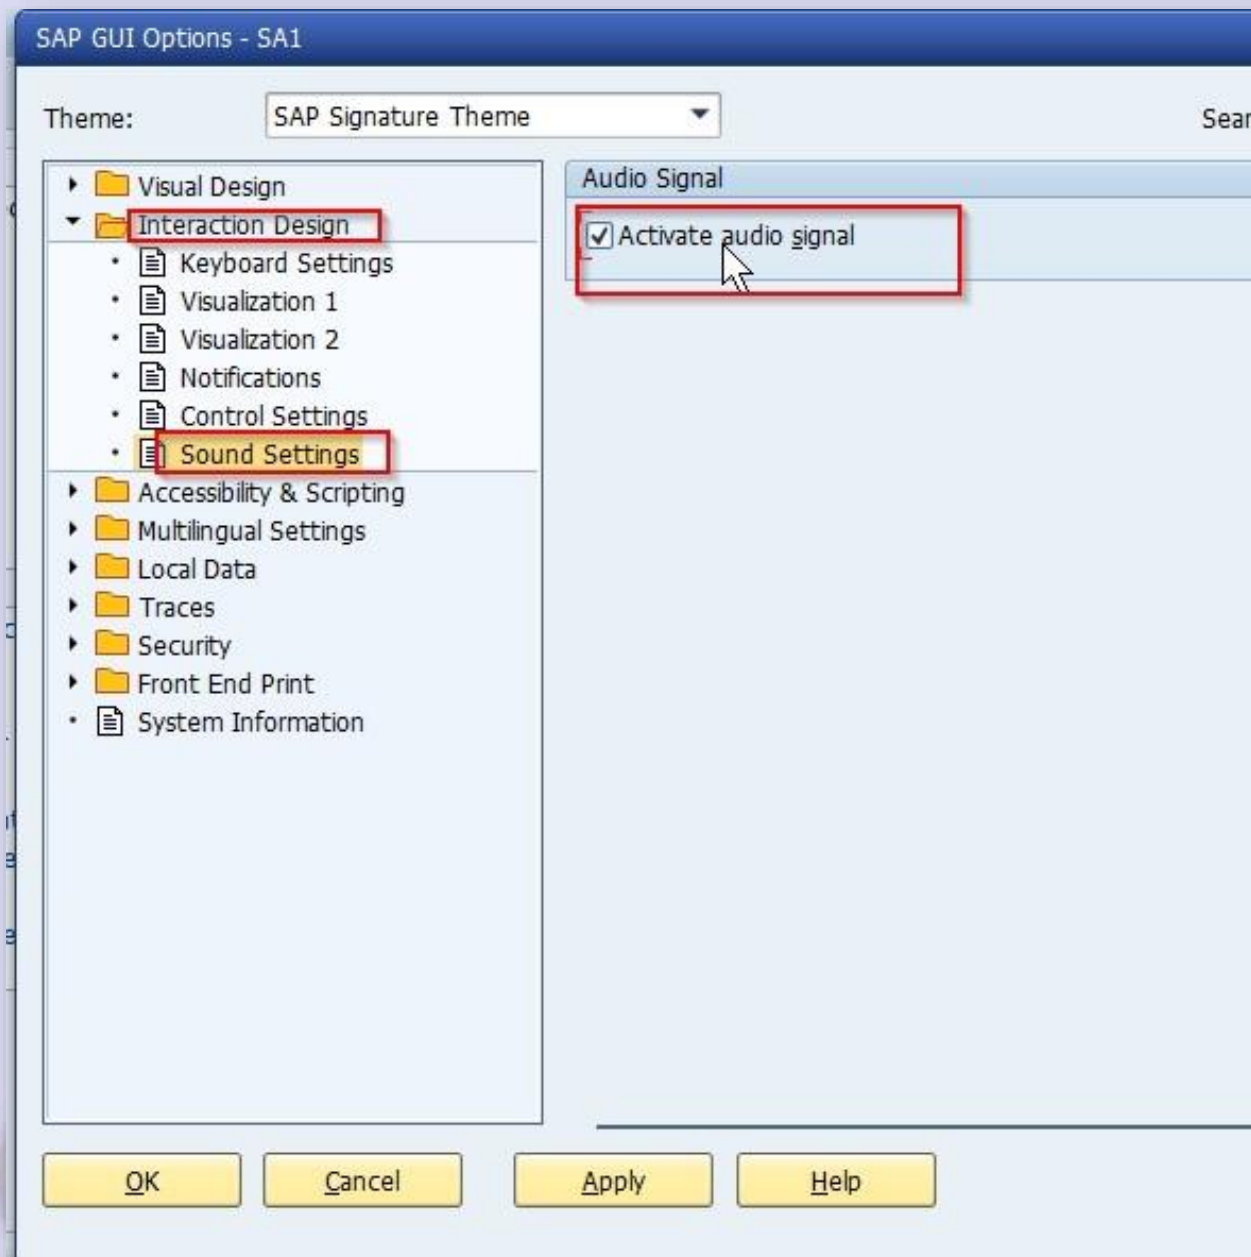 SAP GUI Options - SA1
Theme:
SAP Signature Theme
Sear
Visual Design
Interaction Design
Keyboard Settings
Visualization 1
Visualization 2
Notifications
Control Settings
Sound Settings
Accessibility & Scripting
Multilingual Settings
Local Data
Traces
Security
Front End Print
System Information
Audio Signal
Activate audio signal
OK
Cancel
Apply
Help